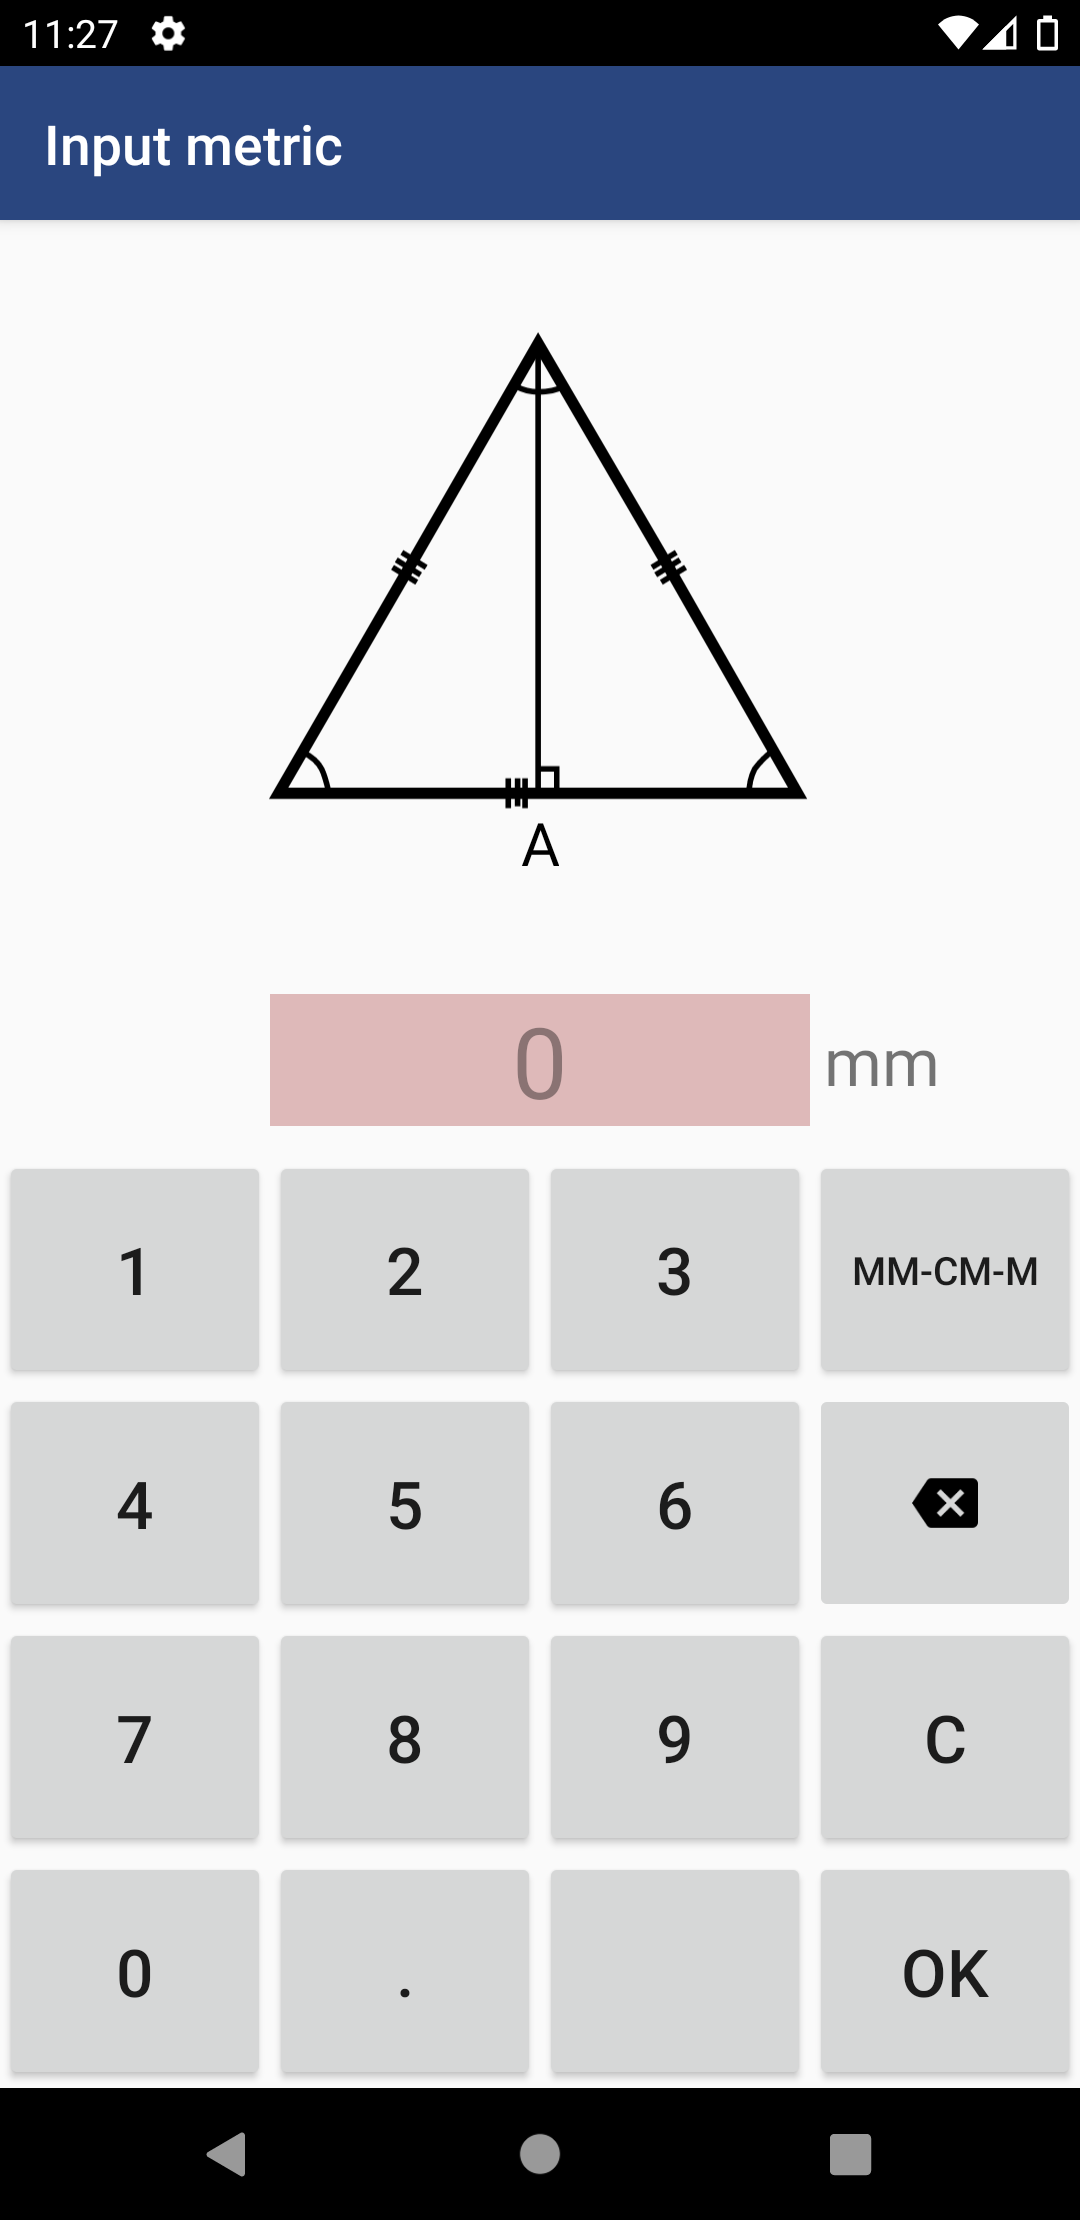 11:27
Input metric
A
0 mm
1 2 3 MM-CM-M
4 5 6
7 8 9 C
0 . OK